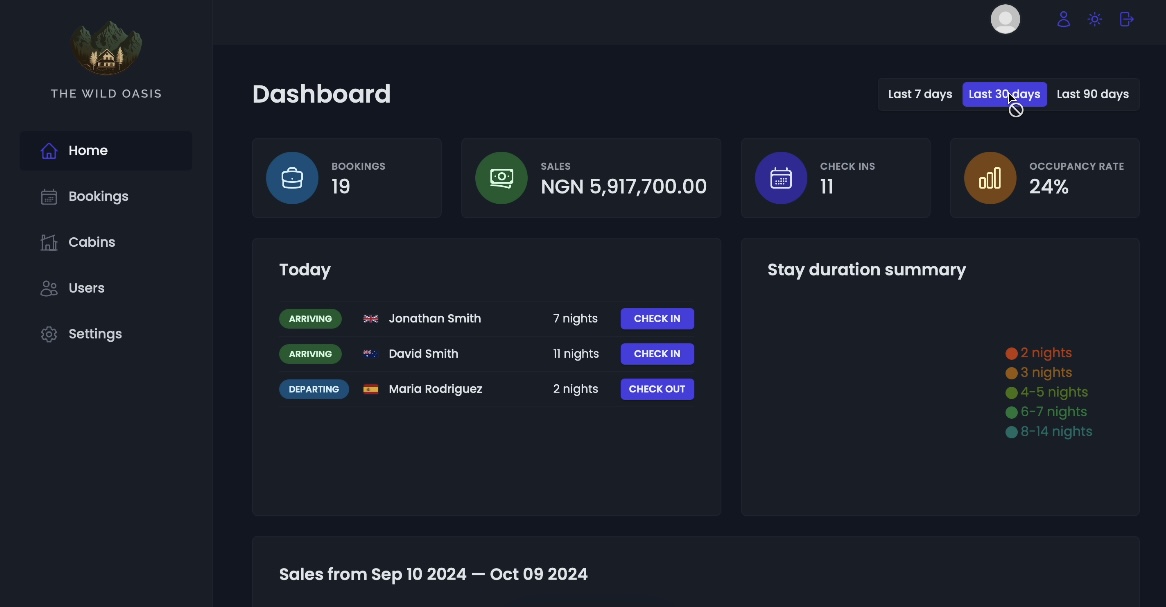 THE WILD OASIS
Home
Bookings
Cabins
Users
Settings
Dashboard
Last 7 days Last 30 days Last 90 days
BOOKINGS
19
SALES
NGN 5,917,700.00
CHECK INS
11
OCCUPANCY RATE
24%
Today
ARRIVING Jonathan Smith 7 nights CHECK IN
ARRIVING David Smith 11 nights CHECK IN
DEPARTING Maria Rodriguez 2 nights CHECK OUT
Stay duration summary
2 nights
3 nights
4-5 nights
6-7 nights
8-14 nights
Sales from Sep 10 2024 — Oct 09 2024